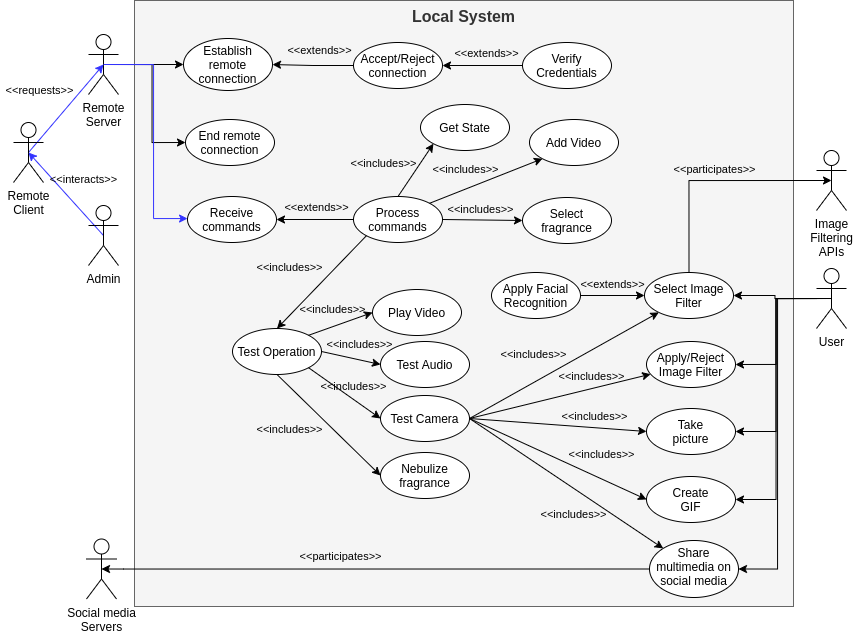 Local System
Establish
remote
connection
<<extends>>
Accept/Reject
connection
<<extends>>
Verify
Credentials
<<requests>>
Remote
Server
End remote
connection
Get State
Add Video
<<includes>>
<<includes>>
<<participates>>
<<interacts>>
Remote
Client
Receive
commands
<<extends>>
Process
commands
<<includes>>
Select
fragrance
Image
Filtering
APIs
Admin
<<includes>>
Apply Facial
Recognition
<<extends>>
Select Image
Filter
User
<<includes>>
Play Video
Test Operation
<<includes>>
Test Audio
<<includes>>
Apply/Reject
Image Filter
<<includes>>
<<includes>>
Test Camera
<<includes>>
Take
picture
<<includes>>
<<includes>>
Nebulize
fragrance
Create
GIF
<<includes>>
<<participates>>
Share
multimedia on
social media
Social media
Servers